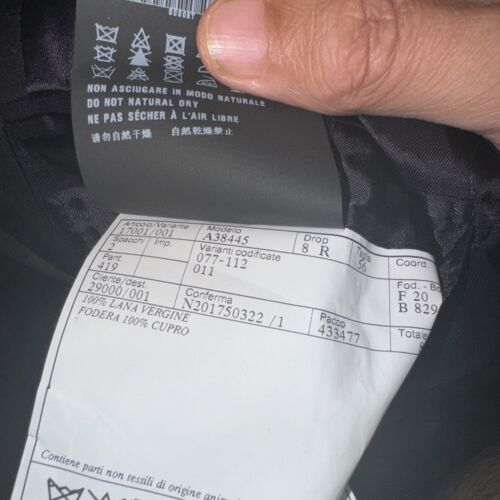 NON ASCIUGARE IN MODO NATURALE
DO NOT NATURAL DRY
NE PAS SÉCHER À L'AIR LIBRE
请勿自然干燥 自然乾燥禁止
Articolo/Variante Modello Drop Taglia Coord.
17001/001 A38445 8 R 56
Spacchi Imp. Varianti codificate
2 077-112
Pant. 011 Fod. - Bo
419 F 20
Cliente/dest. Conferma Pacco B 829
29000/001 N201750322 /1 433477 Totale
100% LANA VERGINE
FODERA 100% CUPRO
Contiene parti non tessili di origine anim